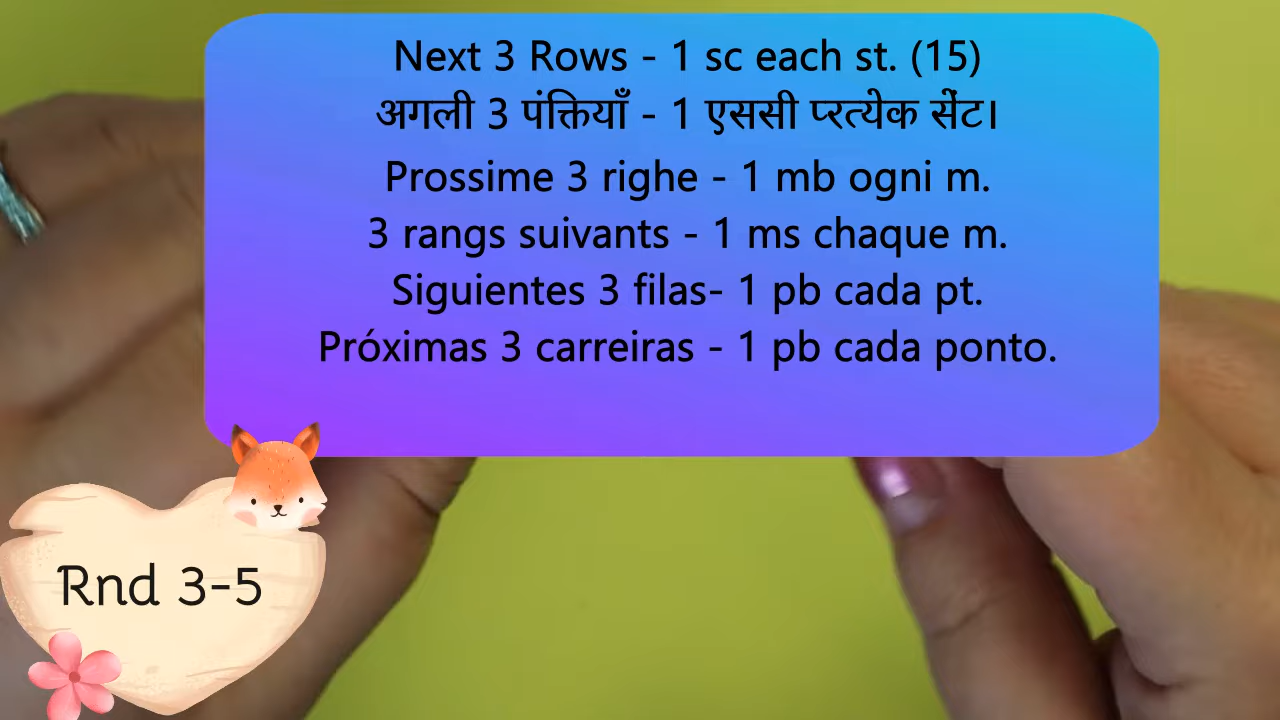 Next 3 Rows - 1 sc each st. (15)
अगली 3 पंक्तियाँ - 1 एससी प्रत्येक सेंट।
Prossime 3 righe - 1 mb ogni m.
3 rangs suivants - 1 ms chaque m.
Siguientes 3 filas- 1 pb cada pt.
Próximas 3 carreiras - 1 pb cada ponto.
Rnd 3-5